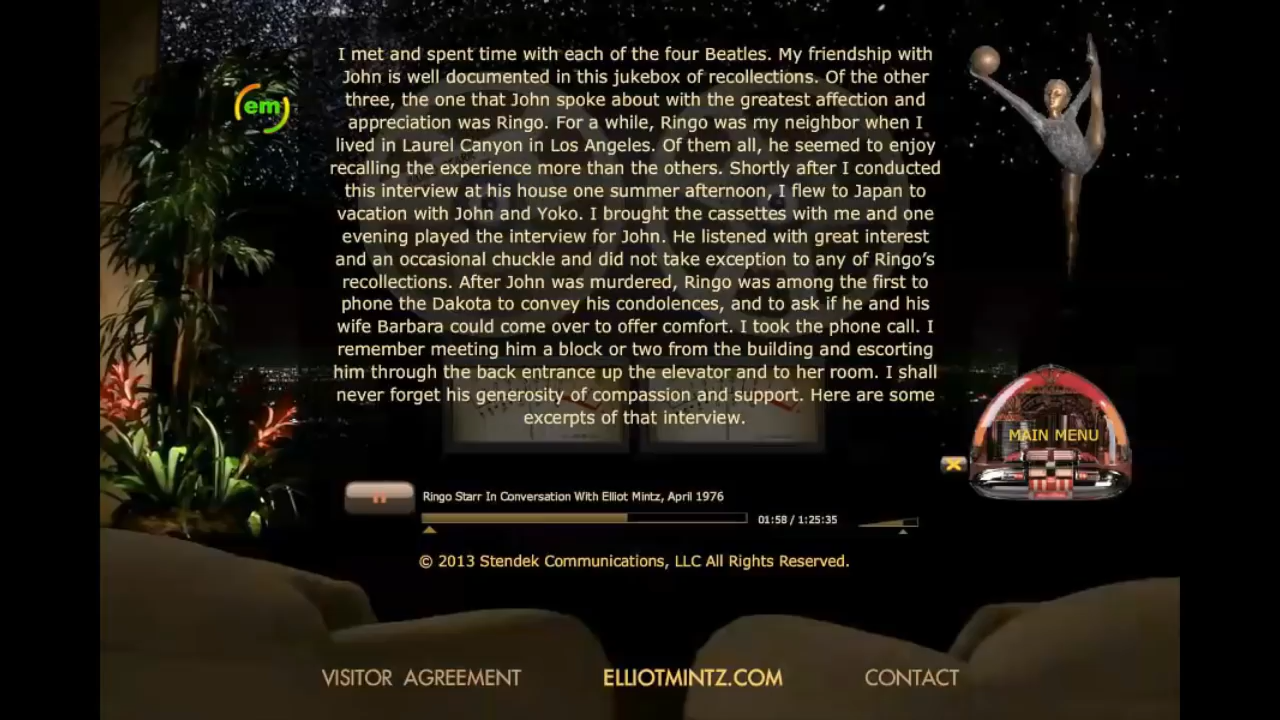 I met and spent time with each of the four Beatles. My friendship with
John is well documented in this jukebox of recollections. Of the other
three, the one that John spoke about with the greatest affection and
appreciation was Ringo. For a while, Ringo was my neighbor when I
lived in Laurel Canyon in Los Angeles. Of them all, he seemed to enjoy
recalling the experience more than the others. Shortly after I conducted
this interview at his house one summer afternoon, I flew to Japan to
vacation with John and Yoko. I brought the cassettes with me and one
evening played the interview for John. He listened with great interest
and an occasional chuckle and did not take exception to any of Ringo's
recollections. After John was murdered, Ringo was among the first to
phone the Dakota to convey his condolences, and to ask if he and his
wife Barbara could come over to offer comfort. I took the phone call. I
remember meeting him a block or two from the building and escorting
him through the back entrance up the elevator and to her room. I shall
never forget his generosity of compassion and support. Here are some
excerpts of that interview.
em
MAIN MENU
Ringo Starr In Conversation With Elliot Mintz, April 1976
01:58 / 1:25:35
© 2013 Stendek Communications, LLC All Rights Reserved.
VISITOR AGREEMENT
ELLIOTMINTZ.COM
CONTACT